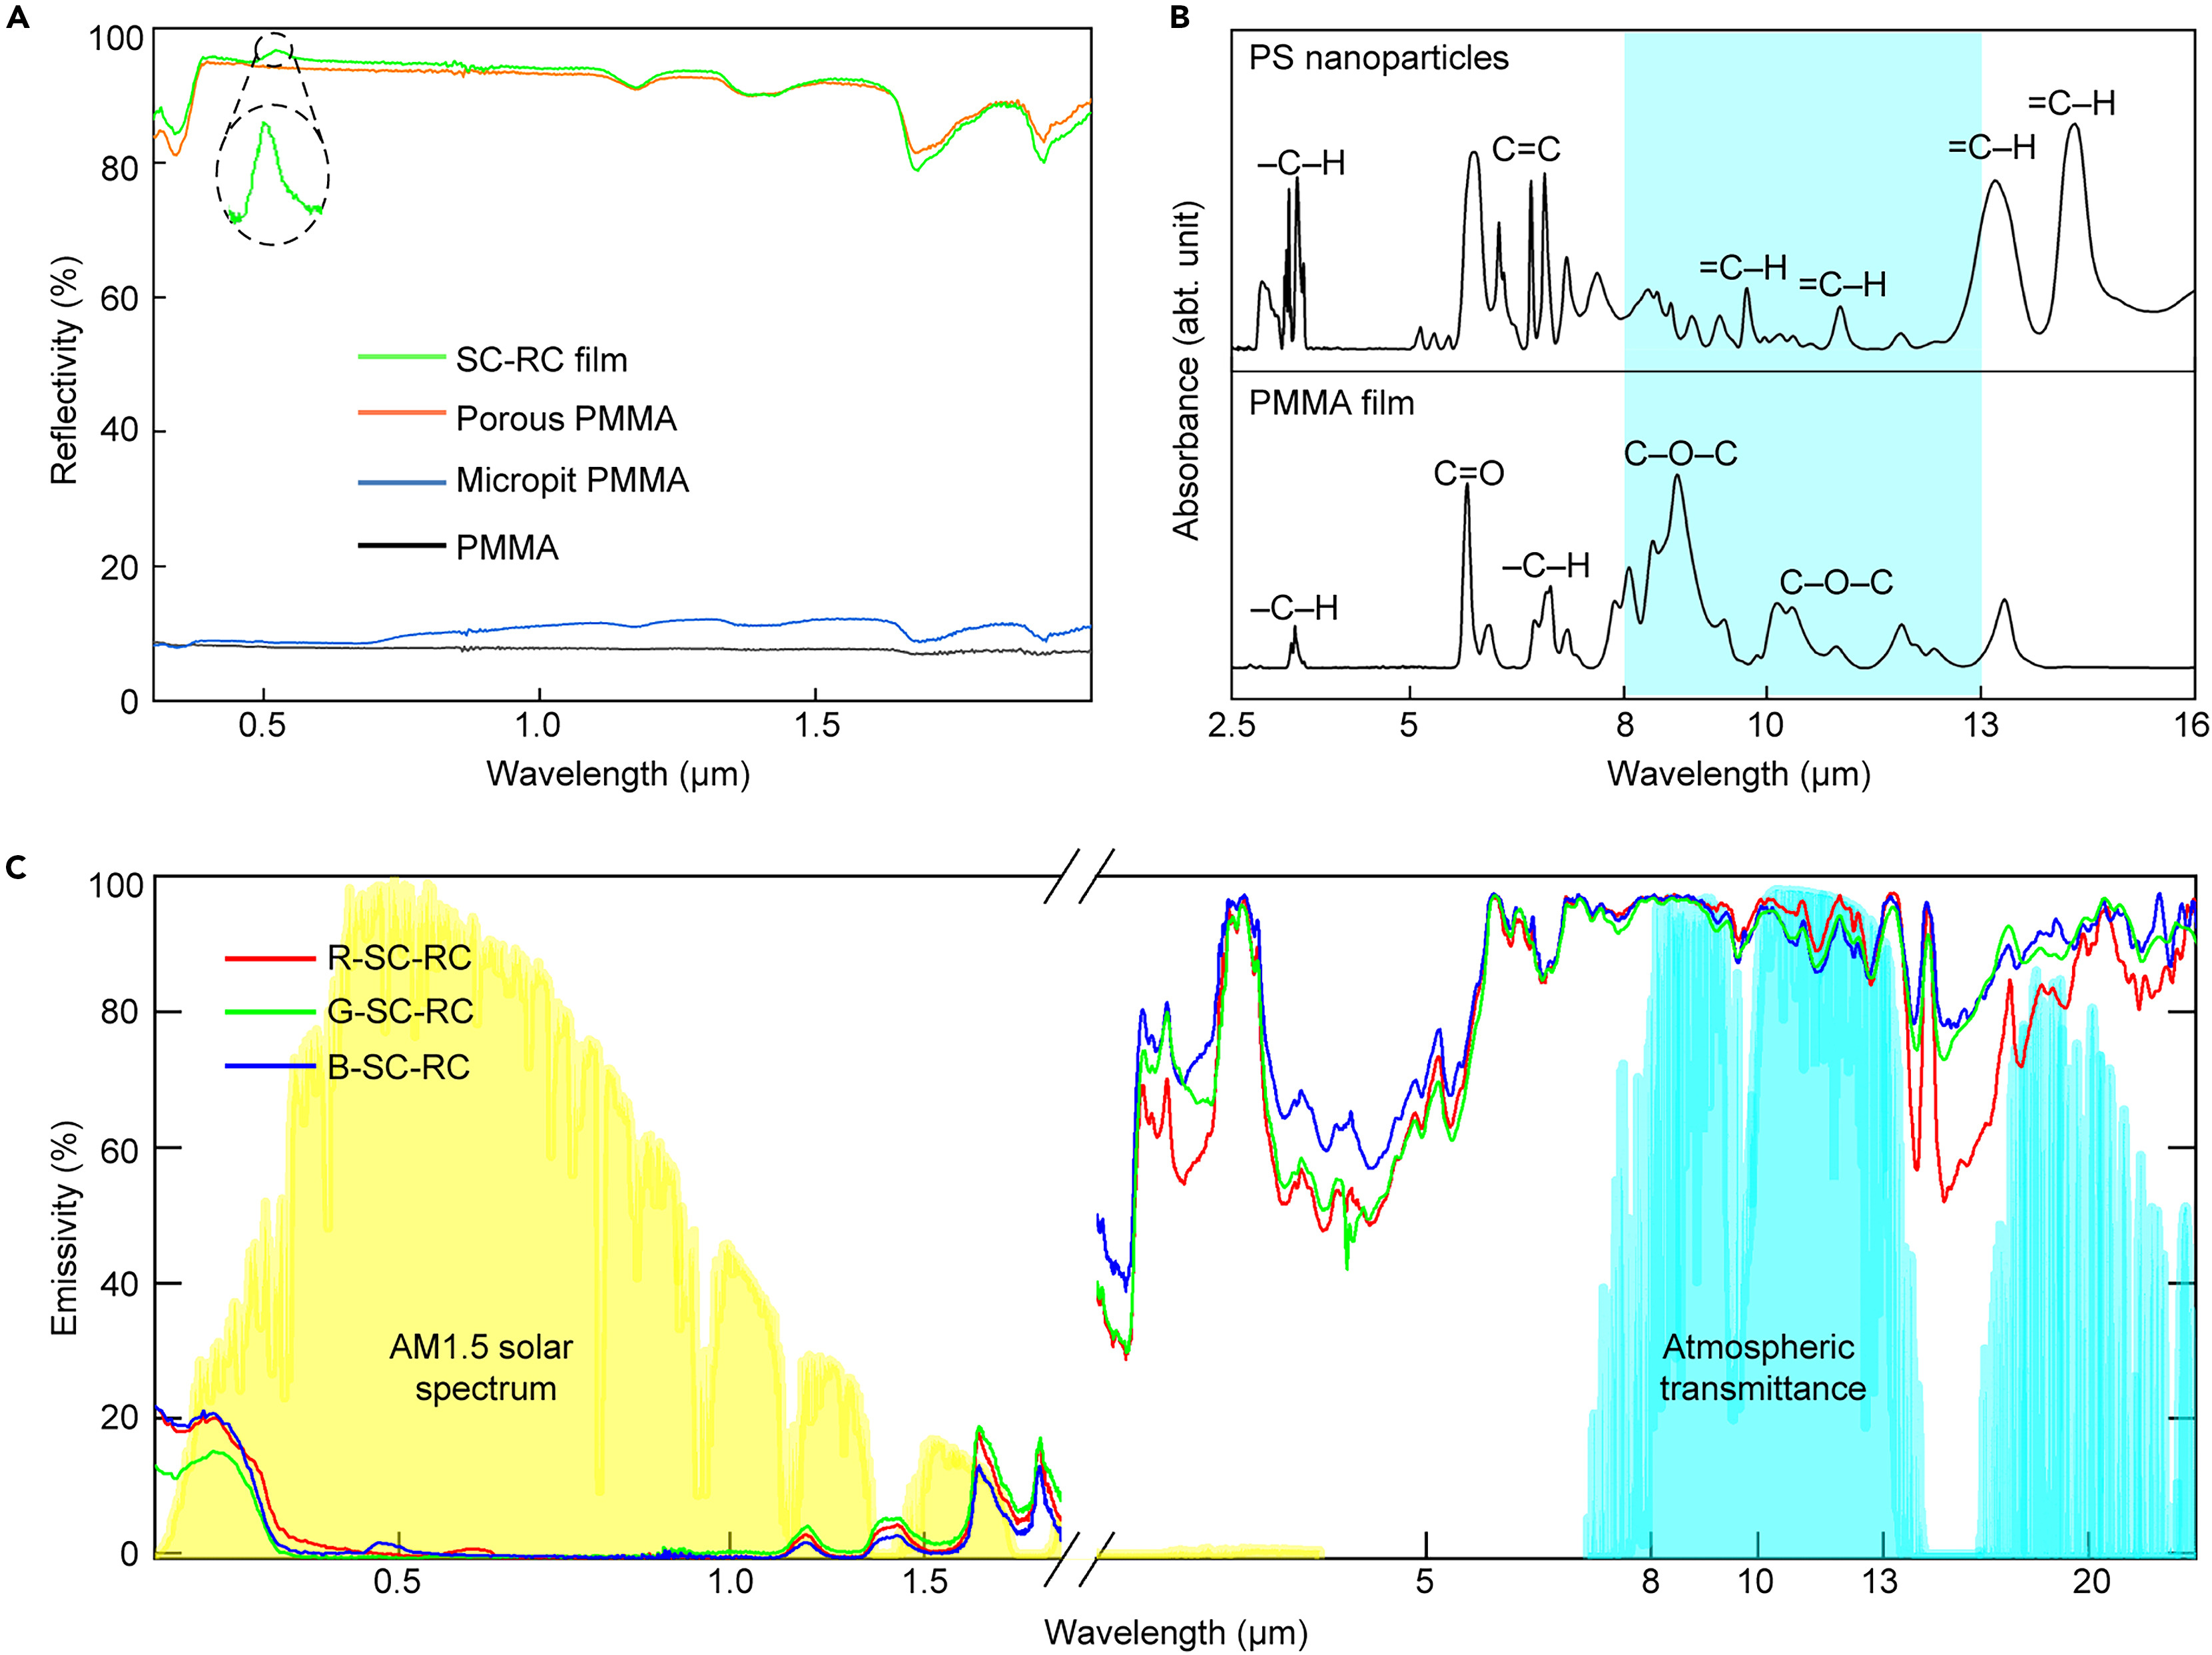 A
100
80
60
40
20
0
Reflectivity (%)
SC-RC film
Porous PMMA
Micropit PMMA
PMMA
0.5
1.0
1.5
Wavelength (µm)
B
PS nanoparticles
–C–H
C=C
=C–H
=C–H
=C–H
=C–H
Absorbance (abt. unit)
PMMA film
–C–H
C=O
–C–H
C–O–C
C–O–C
2.5
5
8
10
13
16
Wavelength (µm)
C
100
80
60
40
20
0
Emissivity (%)
R-SC-RC
G-SC-RC
B-SC-RC
AM1.5 solar
spectrum
Atmospheric
transmittance
0.5
1.0
1.5
5
8
10
13
20
Wavelength (µm)